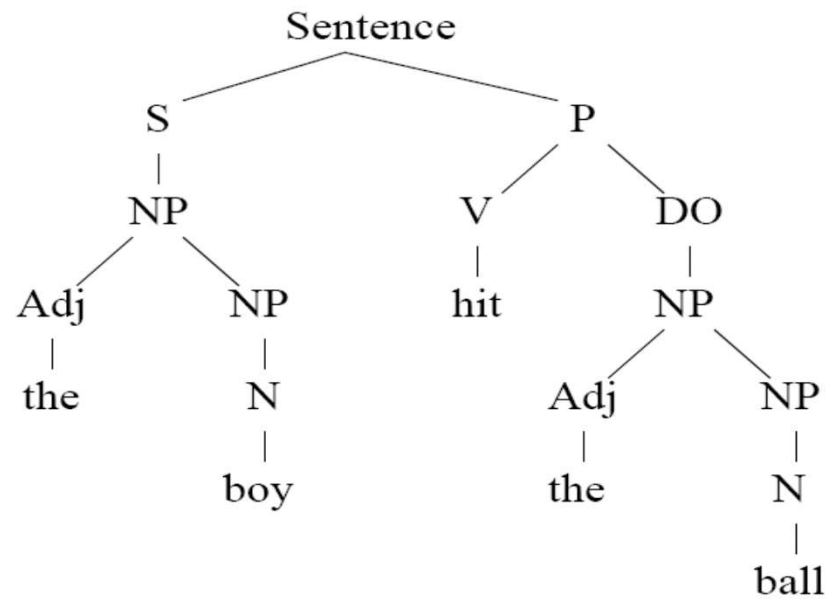 Sentence
S P
NP V DO
Adj NP hit NP
the N Adj NP
boy the N
ball